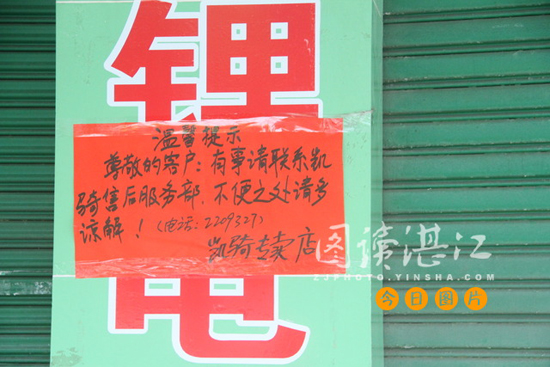 锂
温馨提示
尊敬的客户：有事请联系凯
骑售后服务部，不便之处请多
谅解！（电话：2209327）
凯骑专卖店
电
图读湛江
ZJPHOTO.YINSHA.COM
今日图片